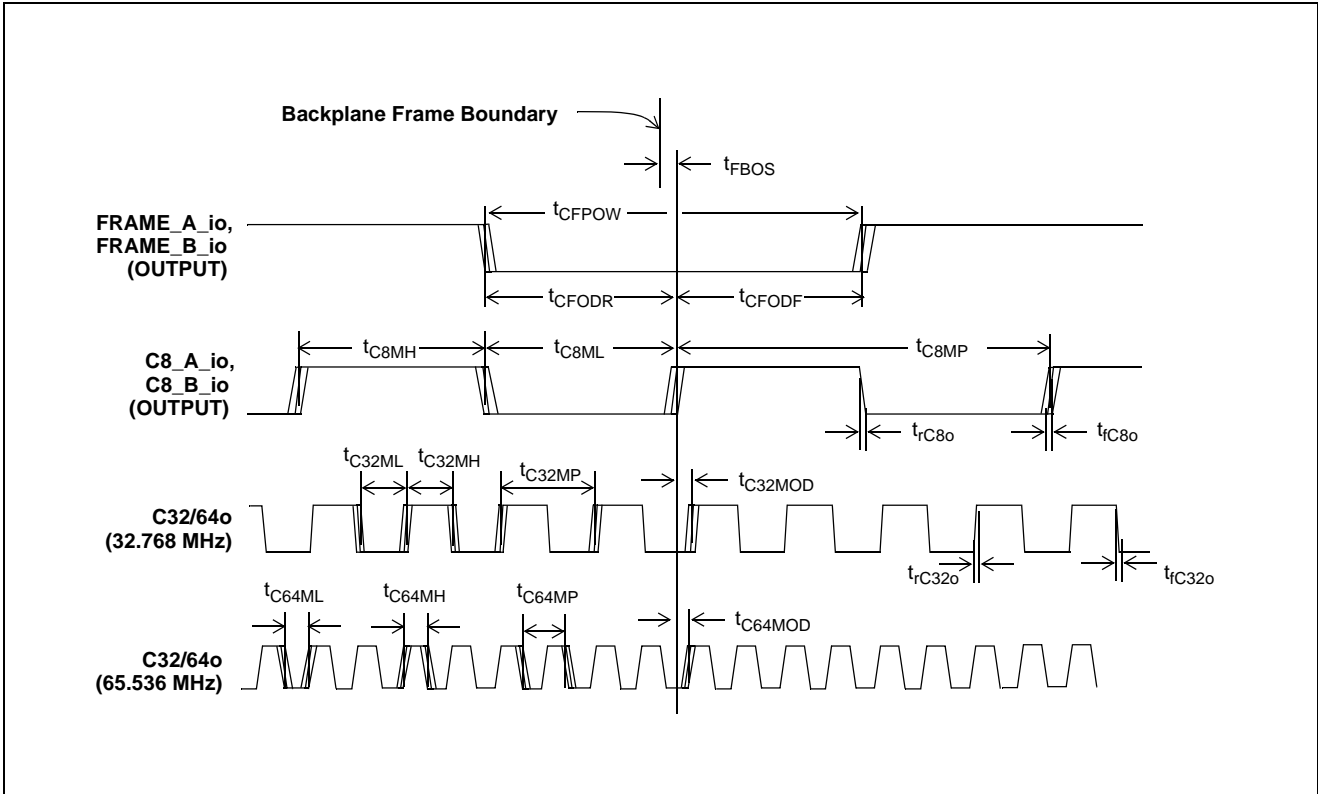 Backplane Frame Boundary
tFBOS
tCFPOW
FRAME_A_io,
FRAME_B_io
(OUTPUT)
tCFODR
tCFODF
tC8MH
tC8ML
tC8MP
C8_A_io,
C8_B_io
(OUTPUT)
trC8o
tfC8o
tC32ML
tC32MH
tC32MP
tC32MOD
C32/64o
(32.768 MHz)
trC32o
tfC32o
tC64ML
tC64MH
tC64MP
tC64MOD
C32/64o
(65.536 MHz)